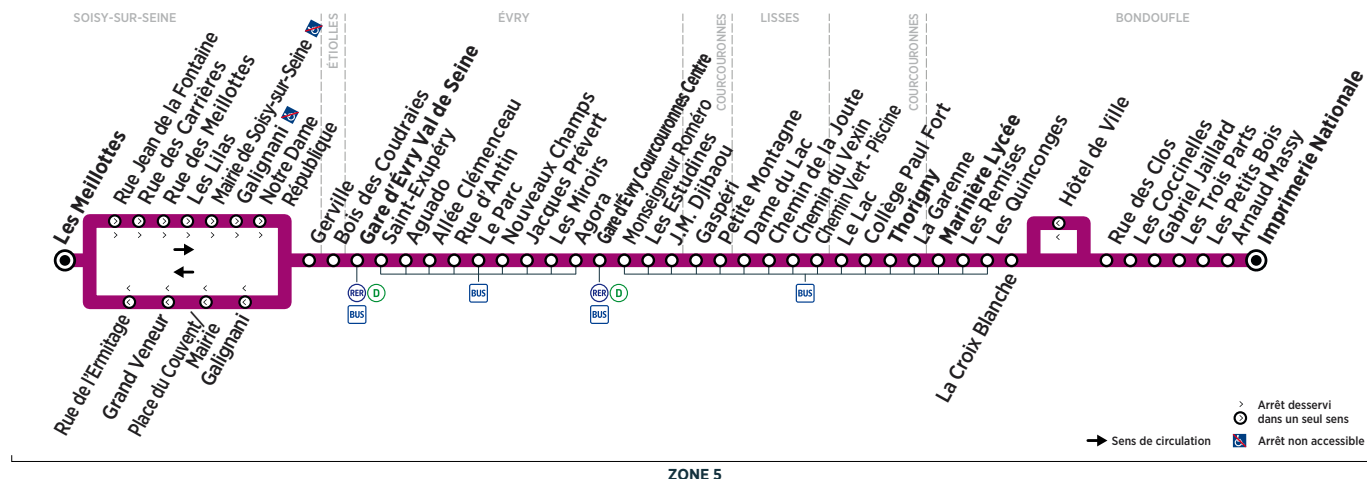 SOISY-SUR-SEINE
ÉTIOLLES
ÉVRY
COURCOURONNES
LISSES
COURCOURONNES
BONDOUFLE
Les Meillottes
Rue Jean de la Fontaine
Rue des Carrières
Rue des Meillottes
Les Lilas
Mairie de Soisy-sur-Seine
Galignani
Notre Dame
République
Rue de l'Ermitage
Grand Veneur
Place du Couvent/
Mairie
Galignani
Gerville
Bois des Coudraies
Gare d'Évry Val de Seine
Saint-Exupery
Aguado
Allée Clémenceau
Rue d'Antin
Le Parc
Nouveaux Champs
Jacques Prévert
Les Miroirs
Agora
Gare d'Évry Courcouronnes Centre
Monseigneur Roméro
Les Estudines
J.M. Djibaou
Gasperi
Petite Montagne
Dame du Lac
Chemin de la Joute
Chemin du Vexin
Chemin Vert- Piscine
Le Lac
Collège Paul Fort
Thorigny
La Garenne
Marinière Lycée
Les Remises
Les Quinconges
La Croix Blanche
Hôtel de Ville
Rue des Clos
Les Coccinelles
Gabriel Jaillard
Les Trois Parts
Les Petits Bois
Arnaud Massy
Imprimerie Nationale
RER D
BUS
BUS
RER D
BUS
BUS
Arrêt desservi
dans un seul sens
Sens de circulation
Arrêt non accessible
ZONE 5